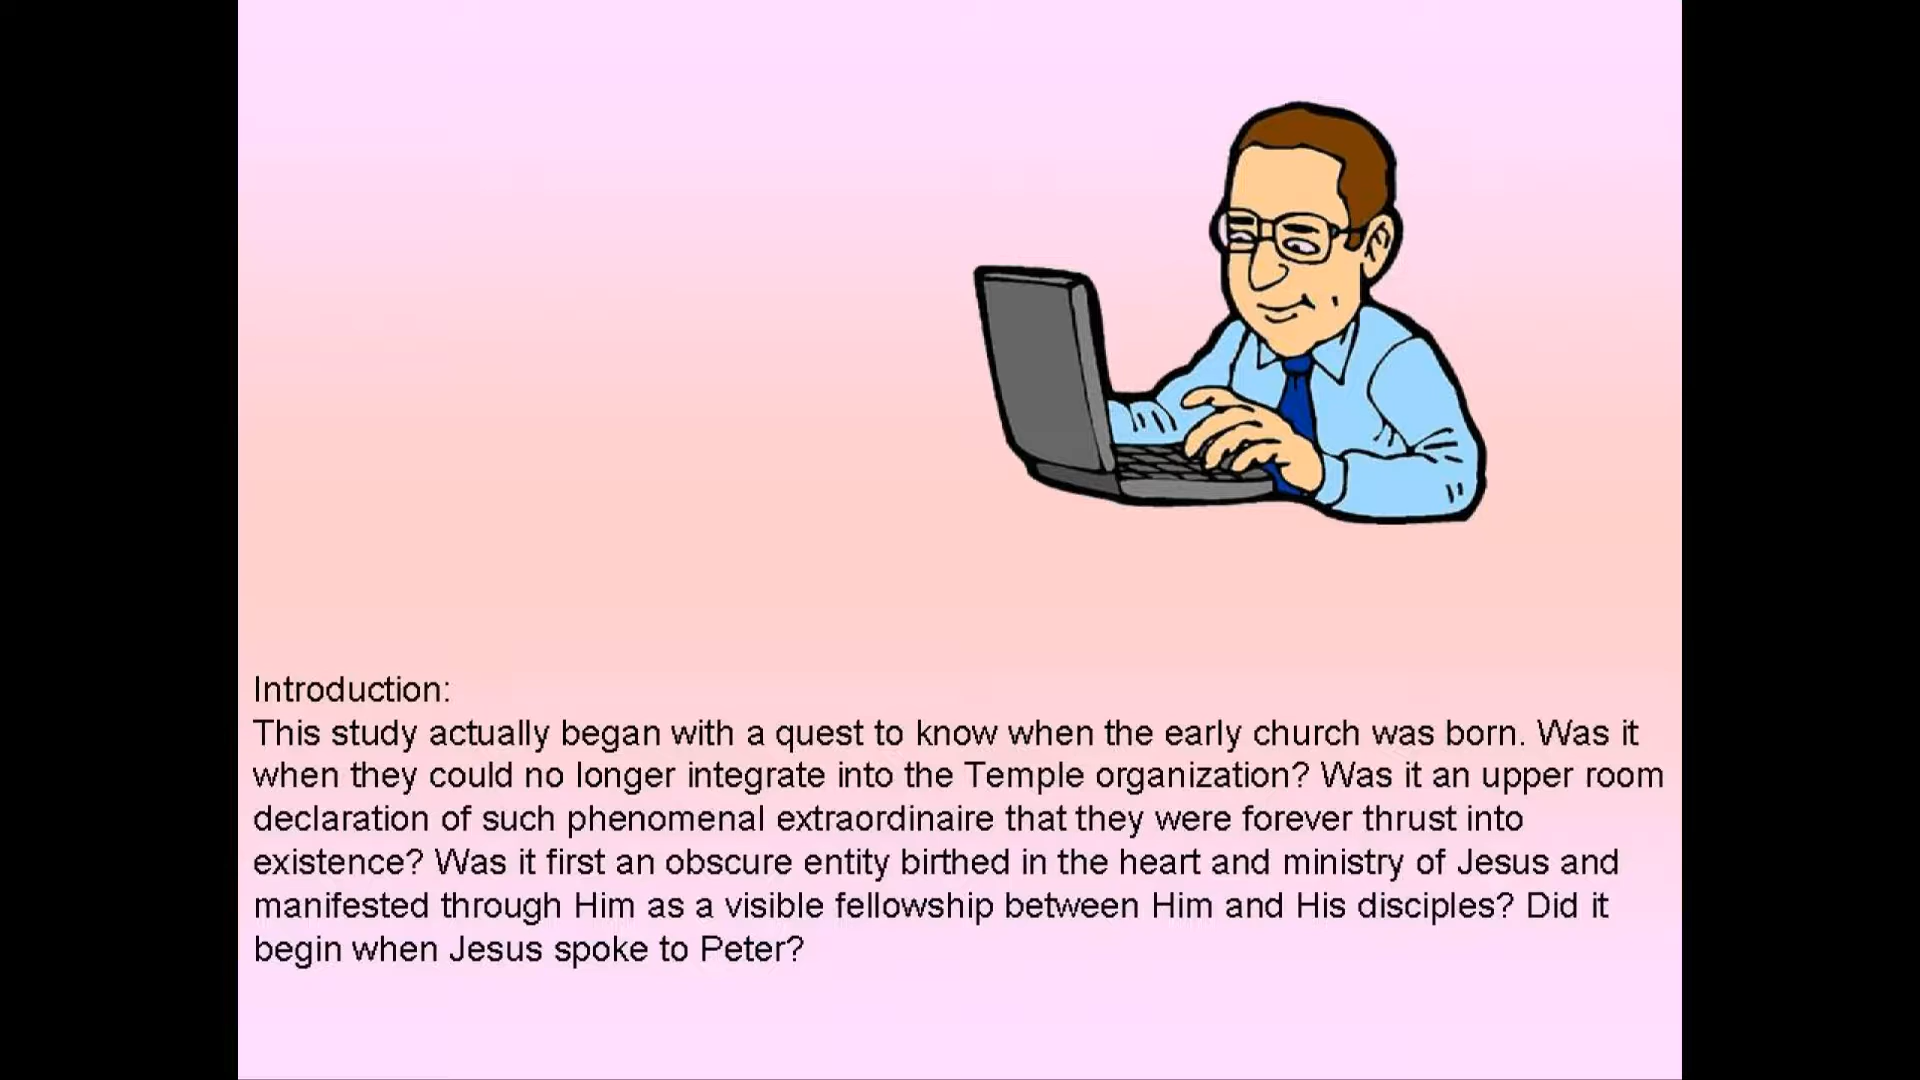 Introduction:
This study actually began with a quest to know when the early church was born. Was it
when they could no longer integrate into the Temple organization? Was it an upper room
declaration of such phenomenal extraordinaire that they were forever thrust into
existence? Was it first an obscure entity birthed in the heart and ministry of Jesus and
manifested through Him as a visible fellowship between Him and His disciples? Did it
begin when Jesus spoke to Peter?